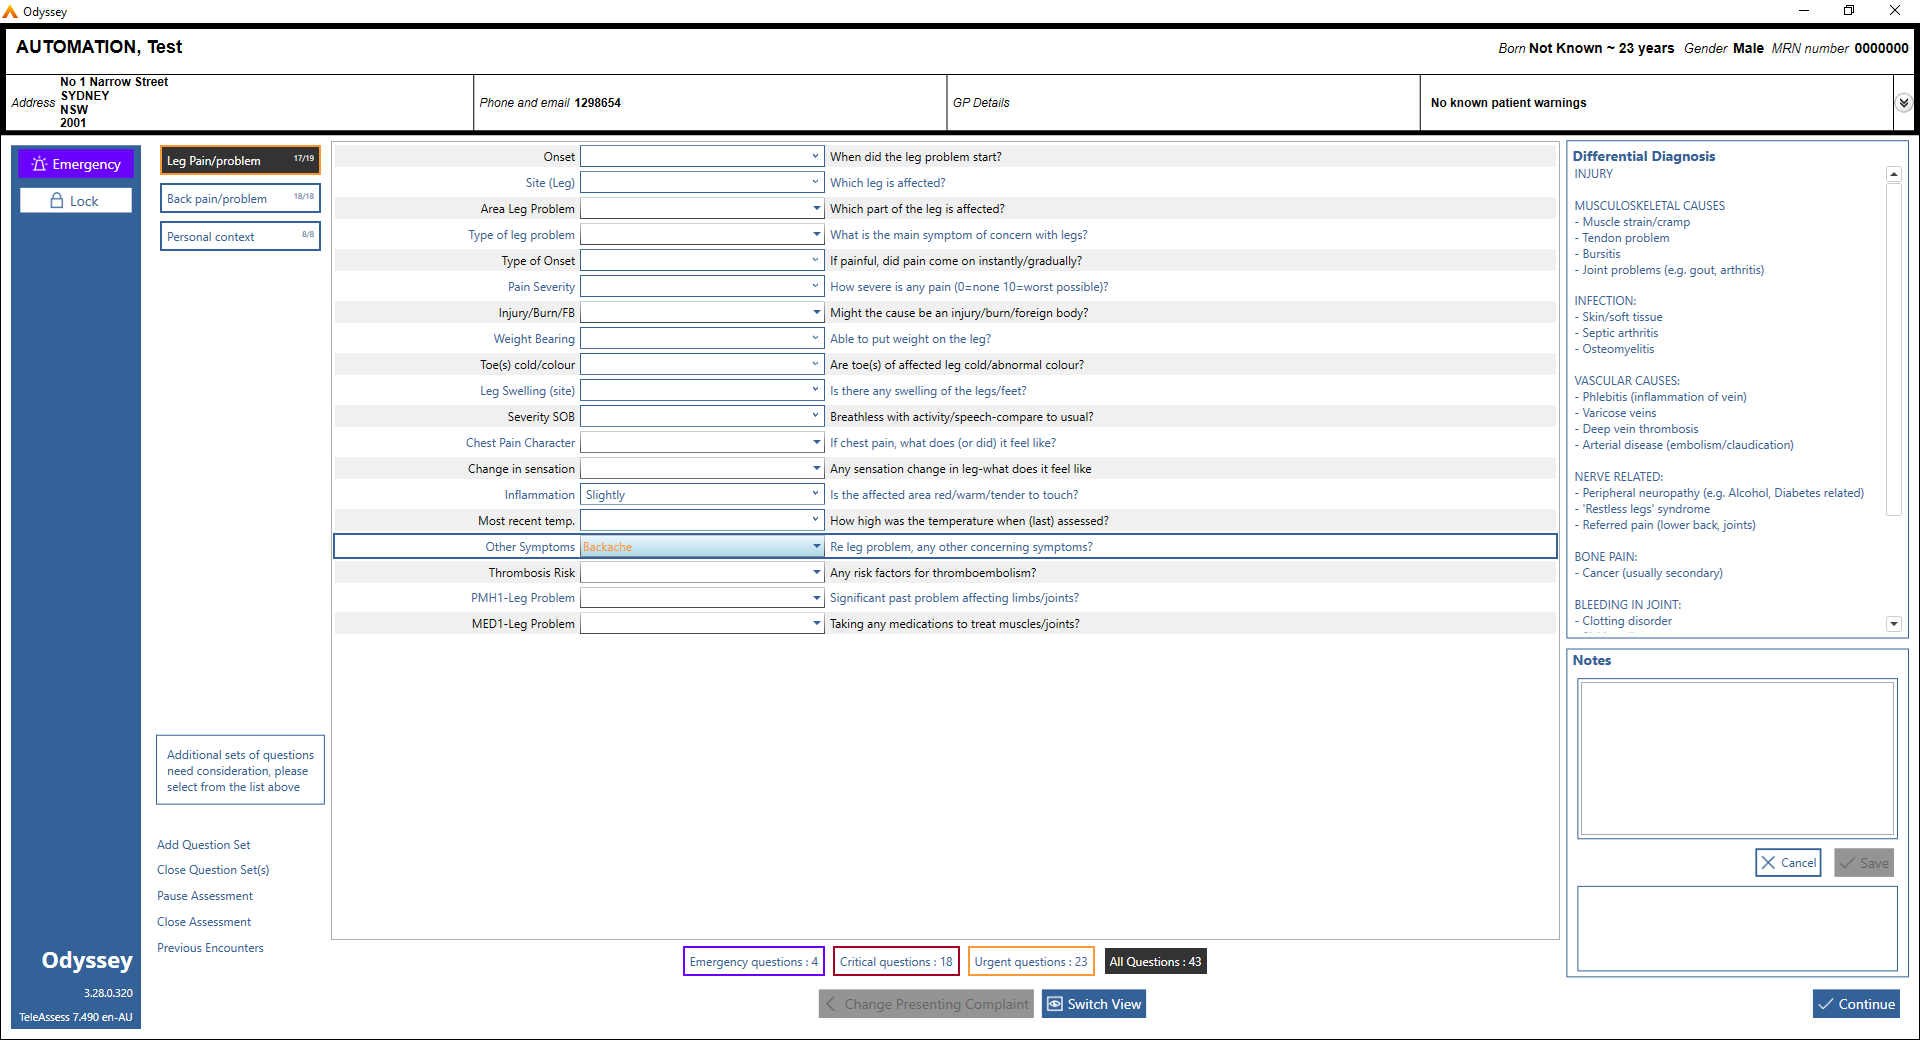 Odyssey
AUTOMATION, Test
Born Not Known ~ 23 years Gender Male MRN number 0000000
Address
No 1 Narrow Street
SYDNEY
NSW
2001
Phone and email 1298654
GP Details
No known patient warnings
Emergency
Lock
Leg Pain/problem 17/19
Back pain/problem 18/18
Personal context 8/8
Onset When did the leg problem start?
Site (Leg) Which leg is affected?
Area Leg Problem Which part of the leg is affected?
Type of leg problem What is the main symptom of concern with legs?
Type of Onset If painful, did pain come on instantly/gradually?
Pain Severity How severe is any pain (0=none 10=worst possible)?
Injury/Burn/FB Might the cause be an injury/burn/foreign body?
Weight Bearing Able to put weight on the leg?
Toe(s) cold/colour Are toe(s) of affected leg cold/abnormal colour?
Leg Swelling (site) Is there any swelling of the legs/feet?
Severity SOB Breathless with activity/speech-compare to usual?
Chest Pain Character If chest pain, what does (or did) it feel like?
Change in sensation Any sensation change in leg-what does it feel like
Inflammation Slightly Is the affected area red/warm/tender to touch?
Most recent temp. How high was the temperature when (last) assessed?
Other Symptoms Backache Re leg problem, any other concerning symptoms?
Thrombosis Risk Any risk factors for thromboembolism?
PMH1-Leg Problem Significant past problem affecting limbs/joints?
MED1-Leg Problem Taking any medications to treat muscles/joints?
Differential Diagnosis
INJURY
MUSCULOSKELETAL CAUSES
- Muscle strain/cramp
- Tendon problem
- Bursitis
- Joint problems (e.g. gout, arthritis)
INFECTION:
- Skin/soft tissue
- Septic arthritis
- Osteomyelitis
VASCULAR CAUSES:
- Phlebitis (inflammation of vein)
- Varicose veins
- Deep vein thrombosis
- Arterial disease (embolism/claudication)
NERVE RELATED:
- Peripheral neuropathy (e.g. Alcohol, Diabetes related)
- 'Restless legs' syndrome
- Referred pain (lower back, joints)
BONE PAIN:
- Cancer (usually secondary)
BLEEDING IN JOINT:
- Clotting disorder
Notes
Cancel
Save
Additional sets of questions
need consideration, please
select from the list above
Add Question Set
Close Question Set(s)
Pause Assessment
Close Assessment
Previous Encounters
Odyssey
3.28.0.320
TeleAssess 7.490 en-AU
Emergency questions : 4
Critical questions : 18
Urgent questions : 23
All Questions : 43
Change Presenting Complaint
Switch View
Continue